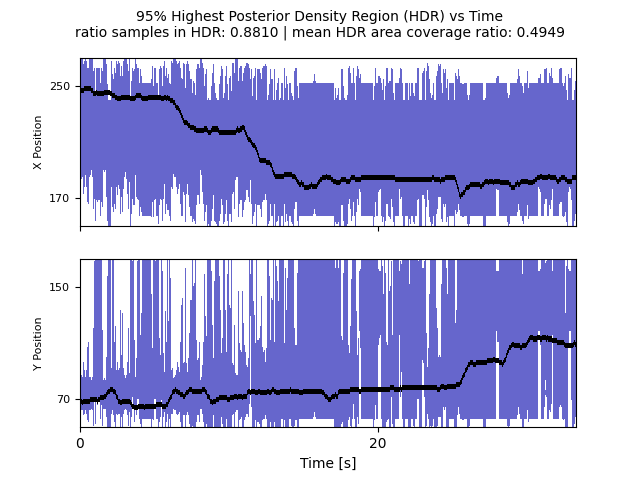 95% Highest Posterior Density Region (HDR) vs Time
ratio samples in HDR: 0.8810 | mean HDR area coverage ratio: 0.4949
250
X Position
170
150
Y Position
70
0
20
Time [s]